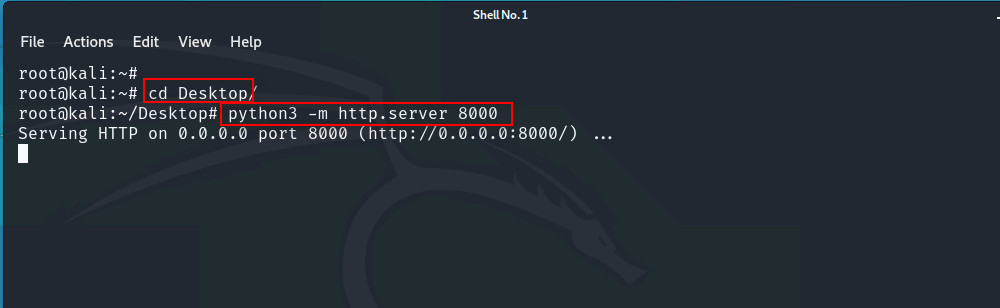 Shell No. 1
File Actions Edit View Help
root@kali:~#
root@kali:~# cd Desktop/
root@kali:~/Desktop# python3 -m http.server 8000
Serving HTTP on 0.0.0.0 port 8000 (http://0.0.0.0:8000/) ...